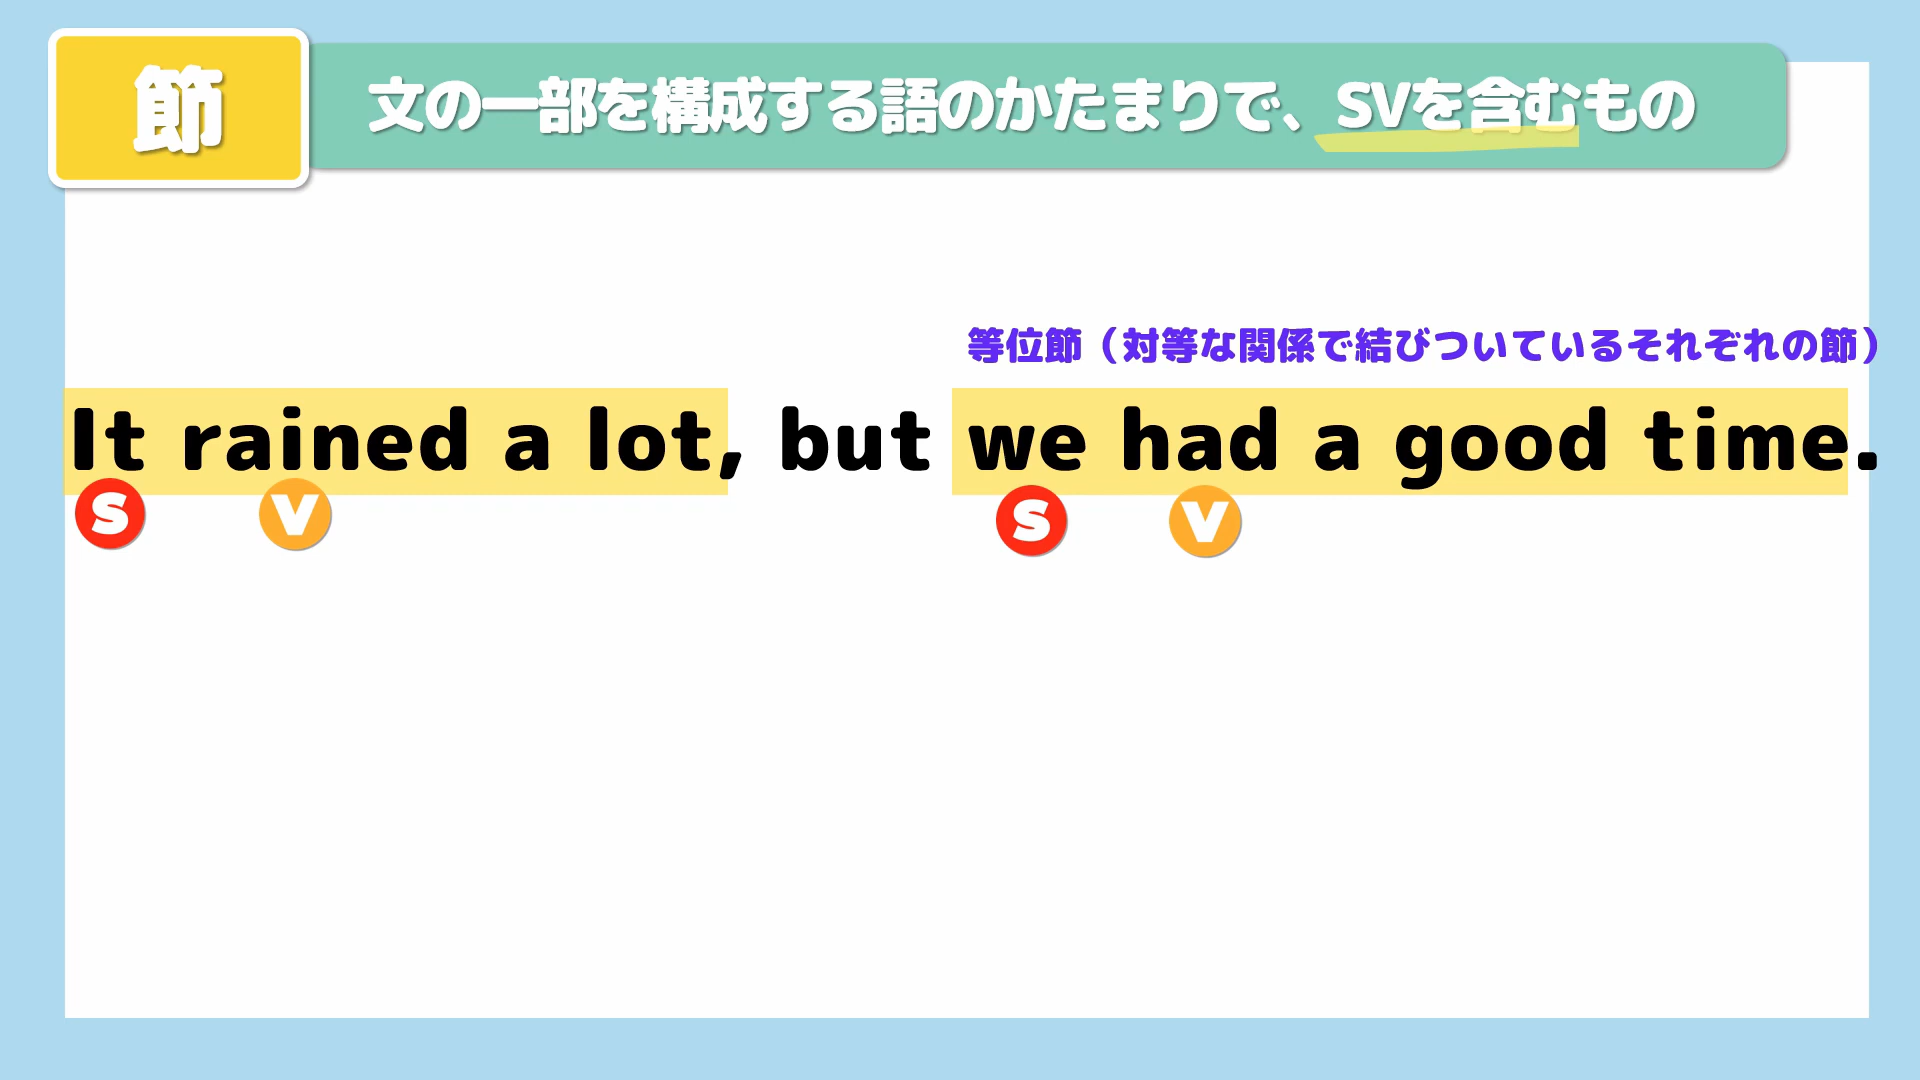 節
文の一部を構成する語のかたまりで、SVを含むもの
等位節（対等な関係で結びついているそれぞれの節）
It rained a lot, but we had a good time.
S V S V